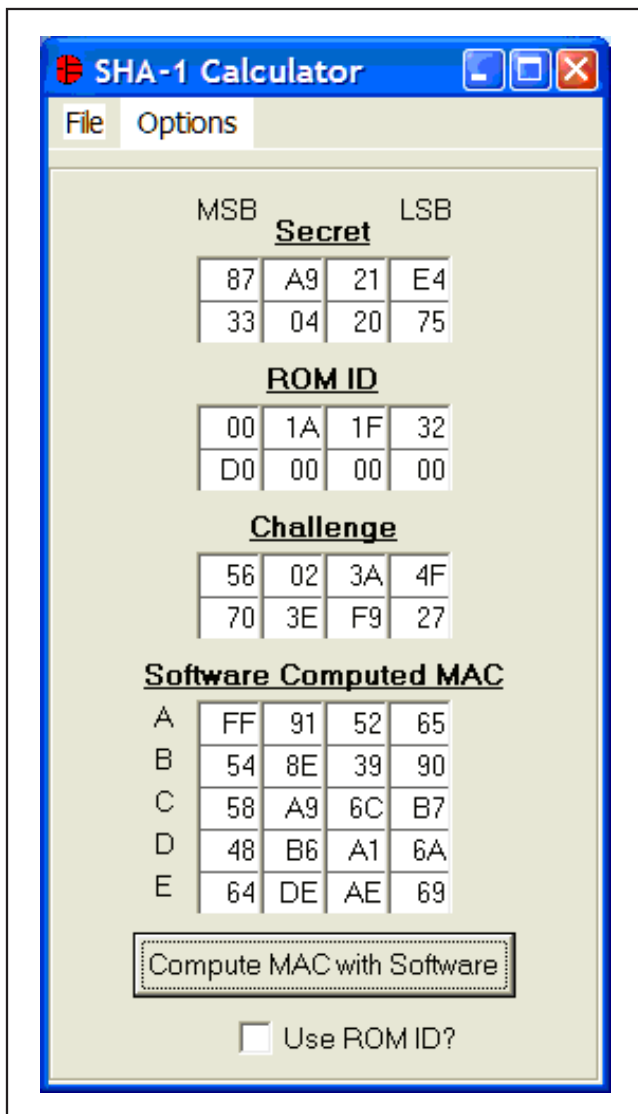 SHA-1 Calculator
File Options
MSB LSB
Secret
87 A9 21 E4
33 04 20 75
ROM ID
00 1A 1F 32
D0 00 00 00
Challenge
56 02 3A 4F
70 3E F9 27
Software Computed MAC
A FF 91 52 65
B 54 8E 39 90
C 58 A9 6C B7
D 48 B6 A1 6A
E 64 DE AE 69
Compute MAC with Software
Use ROM ID?